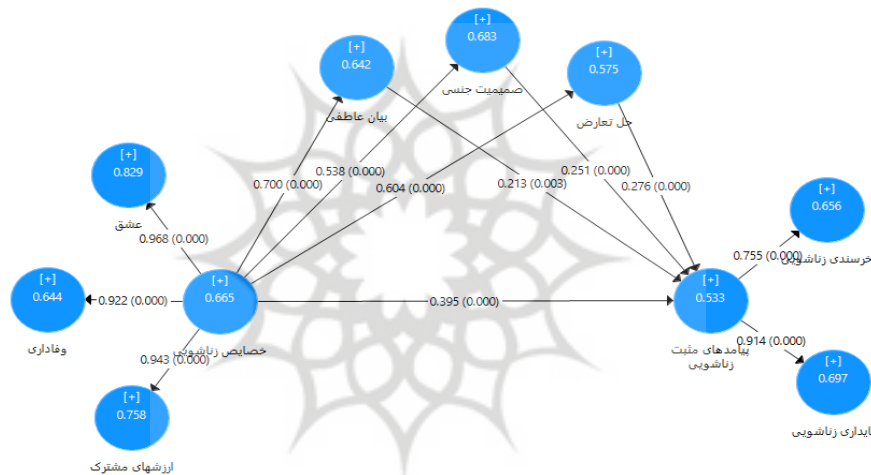 [+]
0.683
صمیمیت جنسی
[+]
0.642
بیان عاطفی
[+]
0.575
حل تعارض
[+]
0.829
عشق
0.700 (0.000)
0.538 (0.000)
0.604 (0.000)
0.213 (0.003)
0.251 (0.000)
0.276 (0.000)
[+]
0.656
خرسندی زناشویی
0.968 (0.000)
0.755 (0.000)
[+]
0.644
وفاداری
0.922 (0.000)
[+]
0.665
خصایص زناشویی
0.395 (0.000)
[+]
0.533
پیامدهای مثبت
زناشویی
0.943 (0.000)
0.914 (0.000)
[+]
0.758
ارزشهای مشترک
[+]
0.697
پایداری زناشویی